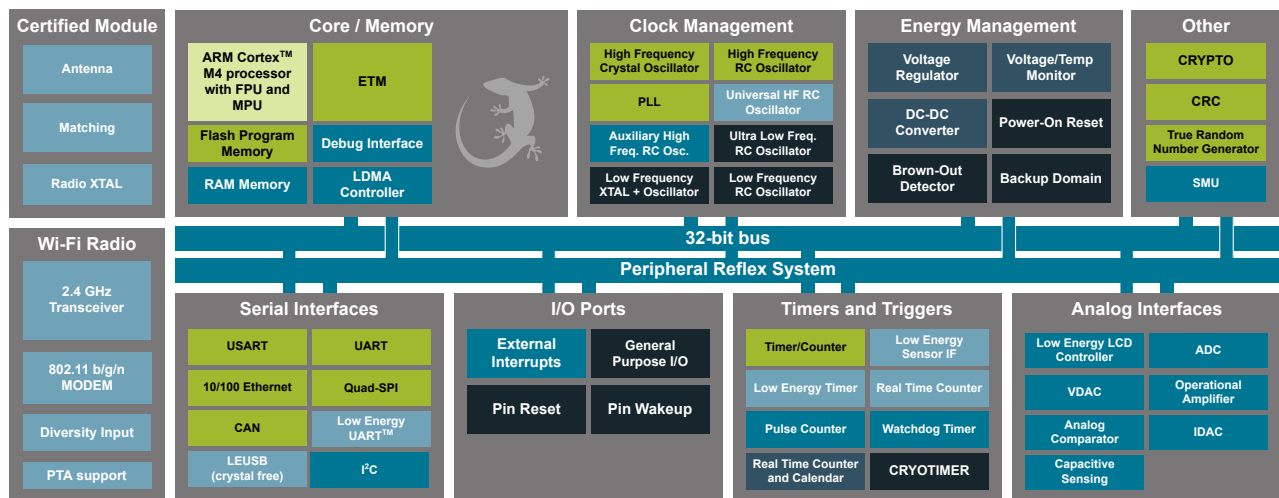 Certified Module
Antenna
Matching
Radio XTAL
Core / Memory
ARM Cortex™
M4 processor
with FPU and
MPU
ETM
Flash Program
Memory
Debug Interface
RAM Memory
LDMA
Controller
Clock Management
High Frequency
Crystal Oscillator
High Frequency
RC Oscillator
PLL
Universal HF RC
Oscillator
Auxiliary High
Freq. RC Osc.
Ultra Low Freq.
RC Oscillator
Low Frequency
XTAL + Oscillator
Low Frequency
RC Oscillator
Energy Management
Voltage
Regulator
Voltage/Temp
Monitor
DC-DC
Converter
Power-On Reset
Brown-Out
Detector
Backup Domain
Other
CRYPTO
CRC
True Random
Number Generator
SMU
32-bit bus
Peripheral Reflex System
Wi-Fi Radio
2.4 GHz
Transceiver
802.11 b/g/n
MODEM
Diversity Input
PTA support
Serial Interfaces
USART
UART
10/100 Ethernet
Quad-SPI
CAN
Low Energy
UART™
LEUSB
(crystal free)
I²C
I/O Ports
External
Interrupts
General
Purpose I/O
Pin Reset
Pin Wakeup
Timers and Triggers
Timer/Counter
Low Energy
Sensor IF
Low Energy Timer
Real Time Counter
Pulse Counter
Watchdog Timer
Real Time Counter
and Calendar
CRYOTIMER
Analog Interfaces
Low Energy LCD
Controller
ADC
VDAC
Operational
Amplifier
Analog
Comparator
IDAC
Capacitive
Sensing